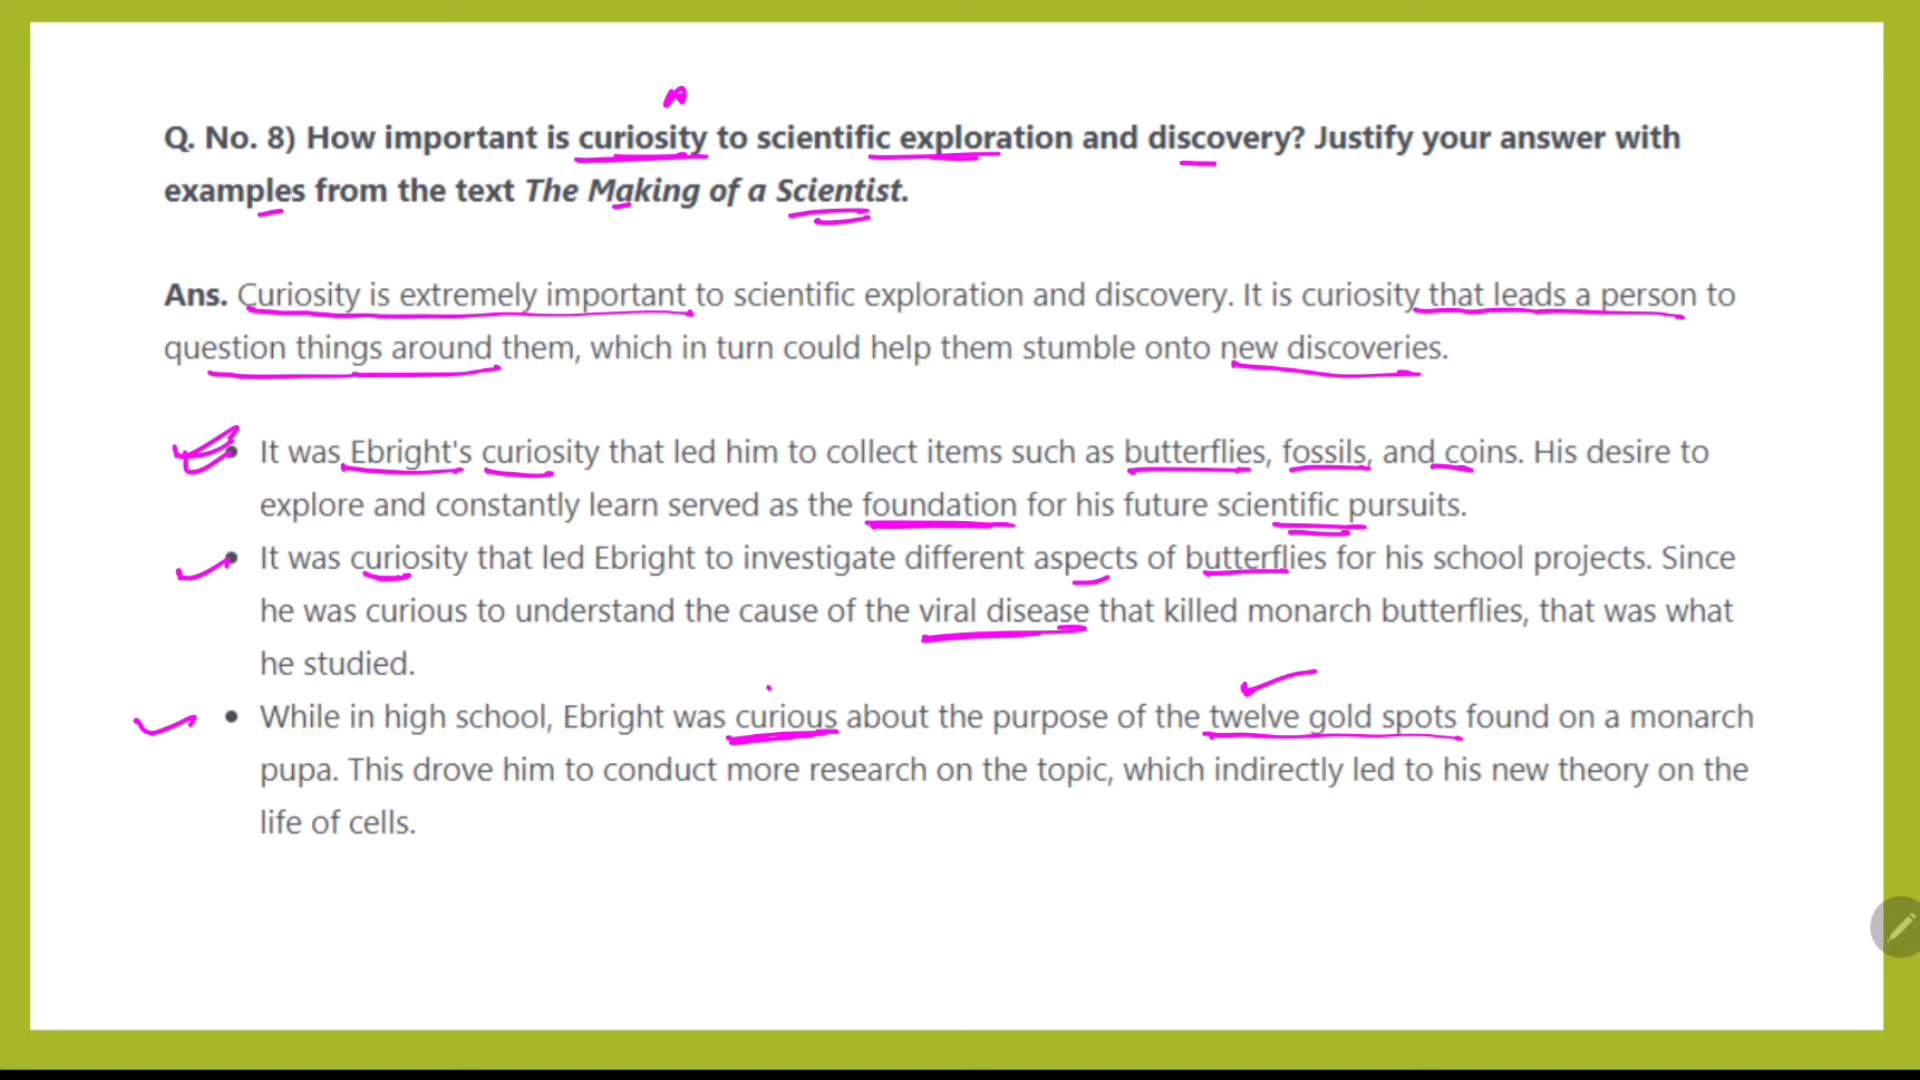 Q. No. 8) How important is curiosity to scientific exploration and discovery? Justify your answer with
examples from the text The Making of a Scientist.
Ans. Curiosity is extremely important to scientific exploration and discovery. It is curiosity that leads a person to
question things around them, which in turn could help them stumble onto new discoveries.
• It was Ebright's curiosity that led him to collect items such as butterflies, fossils, and coins. His desire to
explore and constantly learn served as the foundation for his future scientific pursuits.
• It was curiosity that led Ebright to investigate different aspects of butterflies for his school projects. Since
he was curious to understand the cause of the viral disease that killed monarch butterflies, that was what
he studied.
• While in high school, Ebright was curious about the purpose of the twelve gold spots found on a monarch
pupa. This drove him to conduct more research on the topic, which indirectly led to his new theory on the
life of cells.